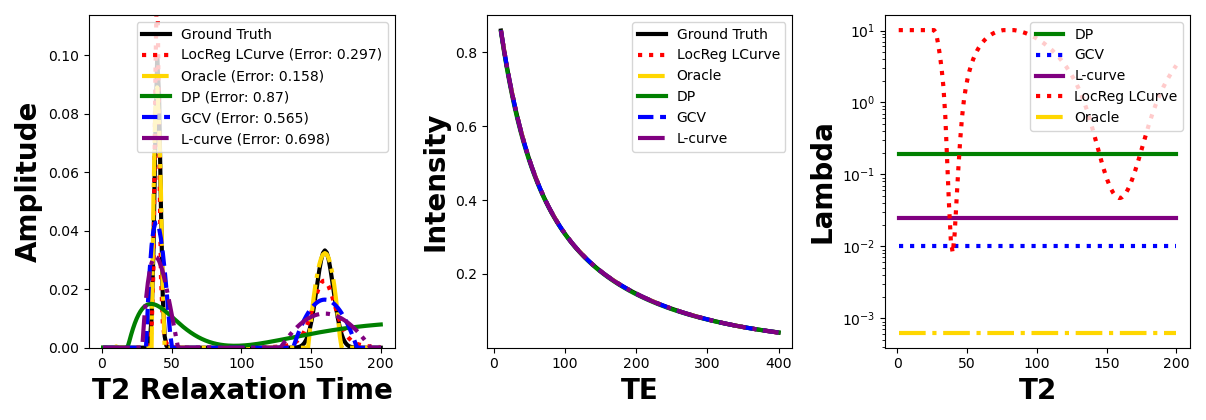 Amplitude
0.10
0.08
0.06
0.04
0.02
0.00
Ground Truth
LocReg LCurve (Error: 0.297)
Oracle (Error: 0.158)
DP (Error: 0.87)
GCV (Error: 0.565)
L-curve (Error: 0.698)
0 50 100 150 200
T2 Relaxation Time
Intensity
0.8
0.6
0.4
0.2
Ground Truth
LocReg LCurve
Oracle
DP
GCV
L-curve
0 100 200 300 400
TE
Lambda
10¹
10⁰
10⁻¹
10⁻²
10⁻³
DP
GCV
L-curve
LocReg LCurve
Oracle
0 50 100 150 200
T2